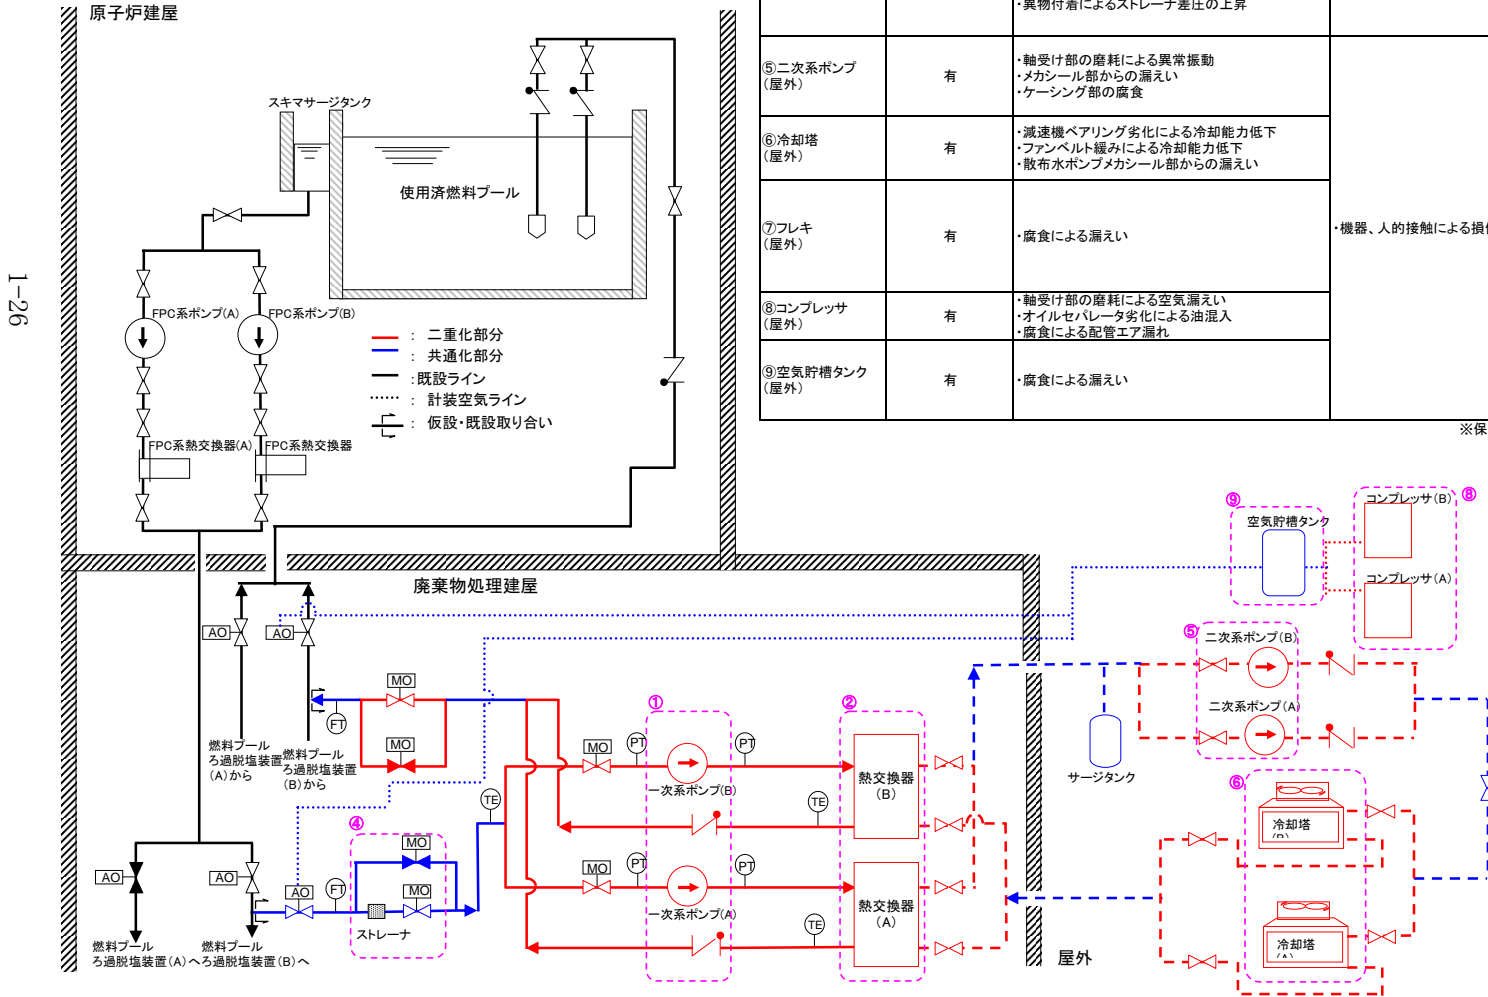 原子炉建屋
・異物付着によるストレーナ差圧の上昇
⑤二次系ポンプ
(屋外)
有
・軸受け部の磨耗による異常振動
・メカシール部からの漏えい
・ケーシング部の腐食
⑥冷却塔
(屋外)
有
・減速機ベアリング劣化による冷却能力低下
・ファンベルト緩みによる冷却能力低下
・散布水ポンプメカシール部からの漏えい
⑦フレキ
(屋外)
有
・腐食による漏えい
・機器、人的接触による損
⑧コンプレッサ
(屋外)
有
・軸受け部の磨耗による空気漏えい
・オイルセパレータ劣化による油混入
・腐食による配管エア漏れ
⑨空気貯槽タンク
(屋外)
有
・腐食による漏えい
※保
1-26
スキマサージタンク
使用済燃料プール
FPC系ポンプ(A)
FPC系ポンプ(B)
: 二重化部分
: 共通化部分
:既設ライン
: 計装空気ライン
: 仮設・既設取り合い
FPC系熱交換器(A)
FPC系熱交換器
廃棄物処理建屋
⑨
空気貯槽タンク
コンプレッサ(B)
⑧
コンプレッサ(A)
AO
AO
⑤
二次系ポンプ(B)
二次系ポンプ(A)
サージタンク
MO
FT
MO
燃料プール
ろ過脱塩装置
(A)から
燃料プール
ろ過脱塩装置
(B)から
①
②
MO
PT
PT
一次系ポンプ(B)
熱交換器
(B)
TE
TE
④
MO
MO
ストレーナ
AO
AO
AO
FT
MO
PT
PT
一次系ポンプ(A)
熱交換器
(A)
TE
⑥
冷却塔
冷却塔
屋外
燃料プール
ろ過脱塩装置(A)へ
燃料プール
ろ過脱塩装置(B)へ